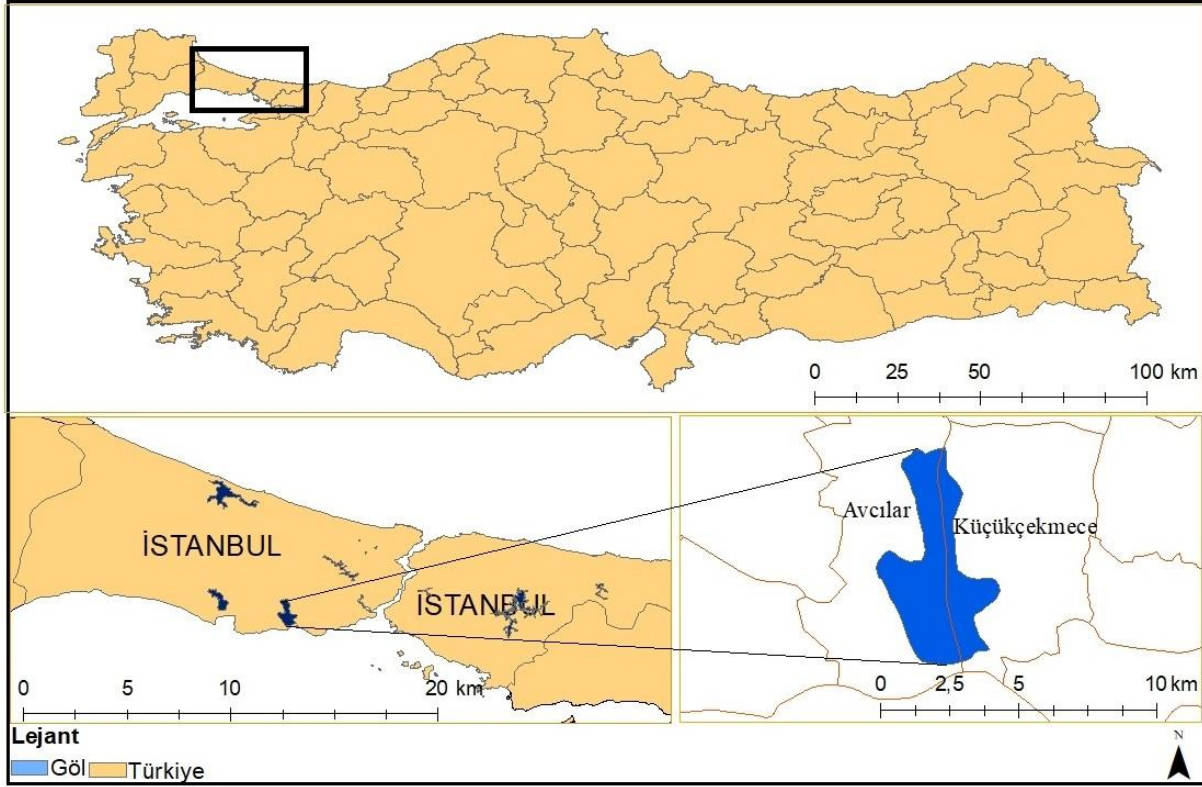 0 25 50 100 km
İSTANBUL
İSTANBUL
0 5 10 20 km
Avcılar
Küçükçekmece
0 2,5 5 10 km
Lejant
Göl Türkiye
N